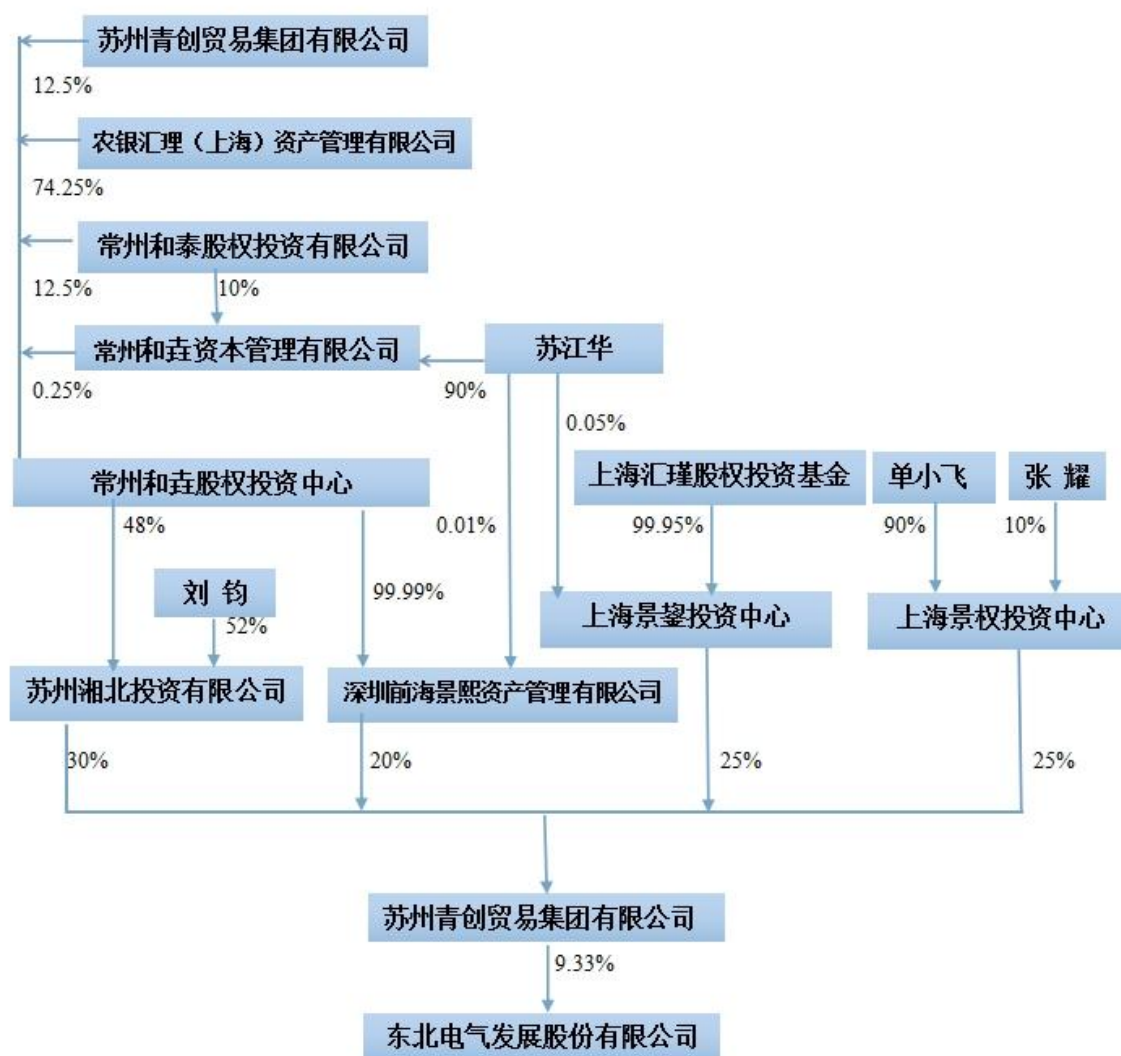 苏州青创贸易集团有限公司
12.5%
农银汇理（上海）资产管理有限公司
74.25%
常州和泰股权投资有限公司
12.5%
10%
常州和垚资本管理有限公司
苏江华
0.25%
90%
0.05%
常州和垚股权投资中心
上海汇瑾股权投资基金
单小飞
张 耀
48%
0.01%
99.95%
90%
10%
刘 钧
99.99%
52%
上海景鋆投资中心
上海景权投资中心
苏州湘北投资有限公司
深圳前海景熙资产管理有限公司
30%
20%
25%
25%
苏州青创贸易集团有限公司
9.33%
东北电气发展股份有限公司